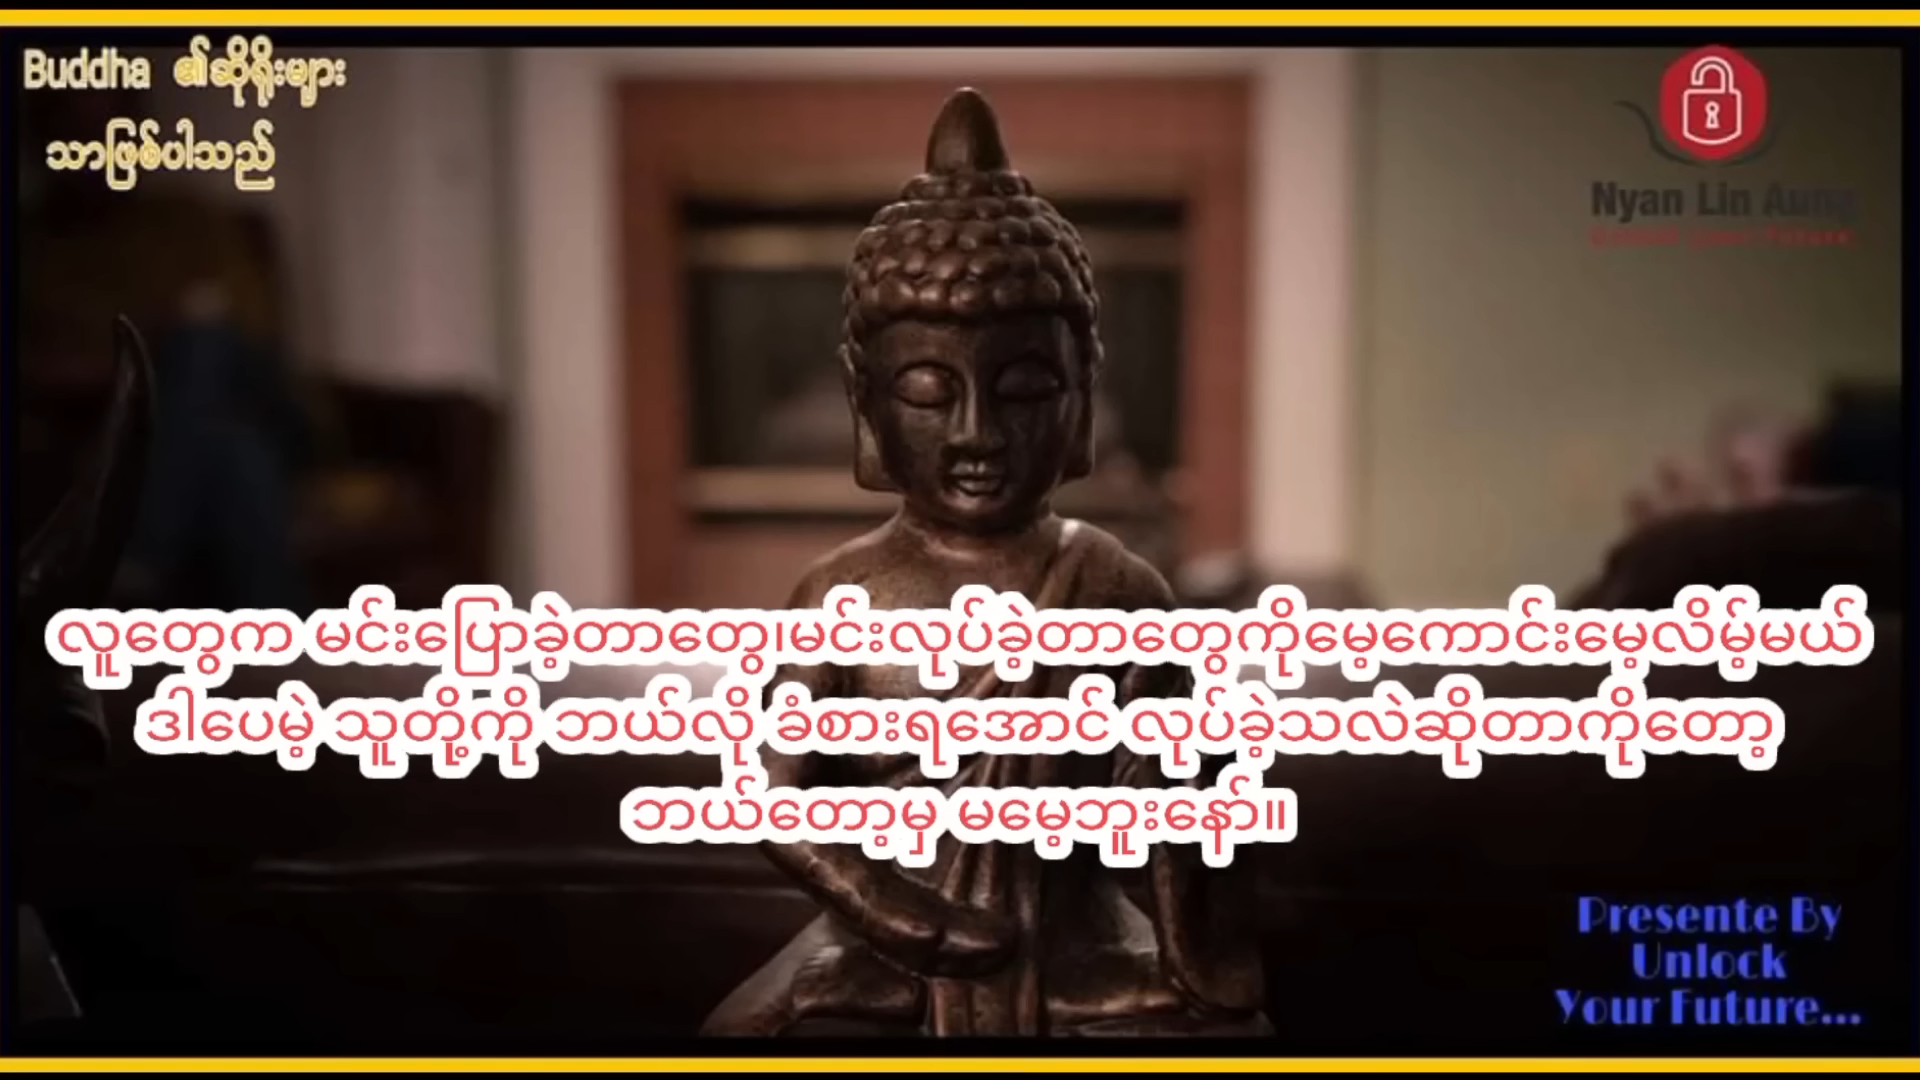 Buddha ၏ဆိုရိုးများ
သာဖြစ်ပါသည်
Nyan Lin Aung
လူတွေက မင်းပြောခဲ့တာတွေ၊မင်းလုပ်ခဲ့တာတွေကိုမေ့ကောင်းမေ့လိမ့်မယ်
ဒါပေမဲ့ သူတို့ကို ဘယ်လို ခံစားရအောင် လုပ်ခဲ့သလဲဆိုတာကိုတော့
ဘယ်တော့မှ မမေ့ဘူးနော်။
Presente By
Unlock
Your Future...